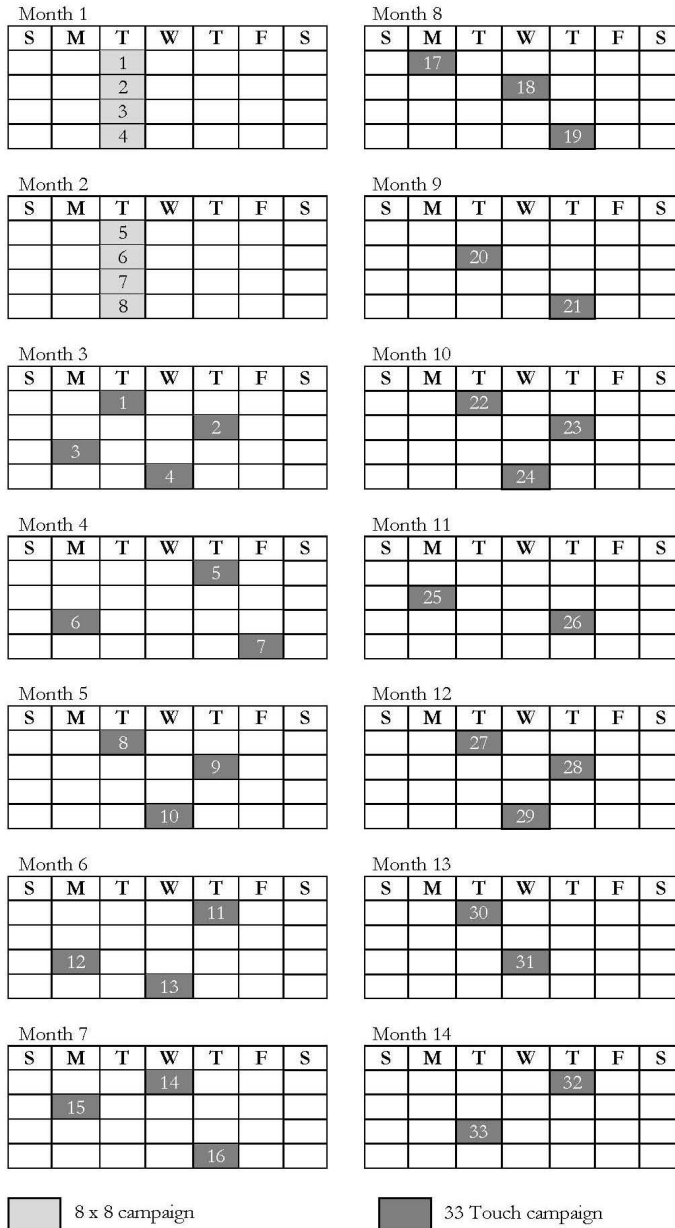 Month 1
S M T W T F S
1
2
3
4
Month 2
S M T W T F S
5
6
7
8
Month 3
S M T W T F S
1
2
3
4
Month 4
S M T W T F S
5
6
7
Month 5
S M T W T F S
8
9
10
Month 6
S M T W T F S
11
12
13
Month 7
S M T W T F S
14
15
16
Month 8
S M T W T F S
17
18
19
Month 9
S M T W T F S
20
21
Month 10
S M T W T F S
22
23
24
Month 11
S M T W T F S
25
26
Month 12
S M T W T F S
27
28
29
Month 13
S M T W T F S
30
31
Month 14
S M T W T F S
32
33
8 x 8 campaign
33 Touch campaign